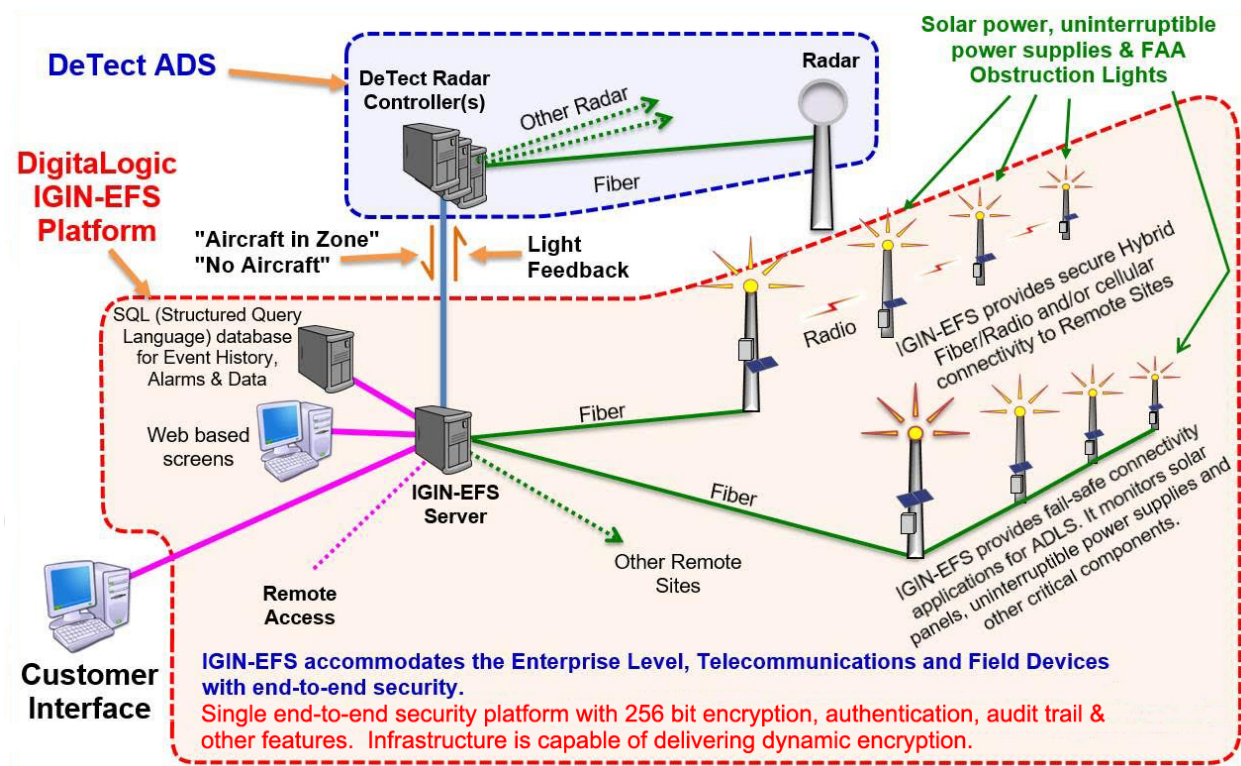 Solar power, uninterruptible
power supplies & FAA
Obstruction Lights
DeTect ADS
DeTect Radar
Controller(s)
Radar
Other Radar
Fiber
DigitaLogic
IGIN-EFS
Platform
"Aircraft in Zone"
"No Aircraft"
Light
Feedback
SQL (Structured Query
Language) database
for Event History,
Alarms & Data
Radio
IGIN-EFS provides secure Hybrid
Fiber/Radio and/or cellular
connectivity to Remote Sites
Web based
screens
Fiber
IGIN-EFS
Server
Fiber
IGIN-EFS provides fail-safe connectivity
applications for ADLS. It monitors solar
panels, uninterruptible power supplies and
other critical components.
Other Remote
Sites
Remote
Access
Customer
Interface
IGIN-EFS accommodates the Enterprise Level, Telecommunications and Field Devices
with end-to-end security.
Single end-to-end security platform with 256 bit encryption, authentication, audit trail &
other features. Infrastructure is capable of delivering dynamic encryption.